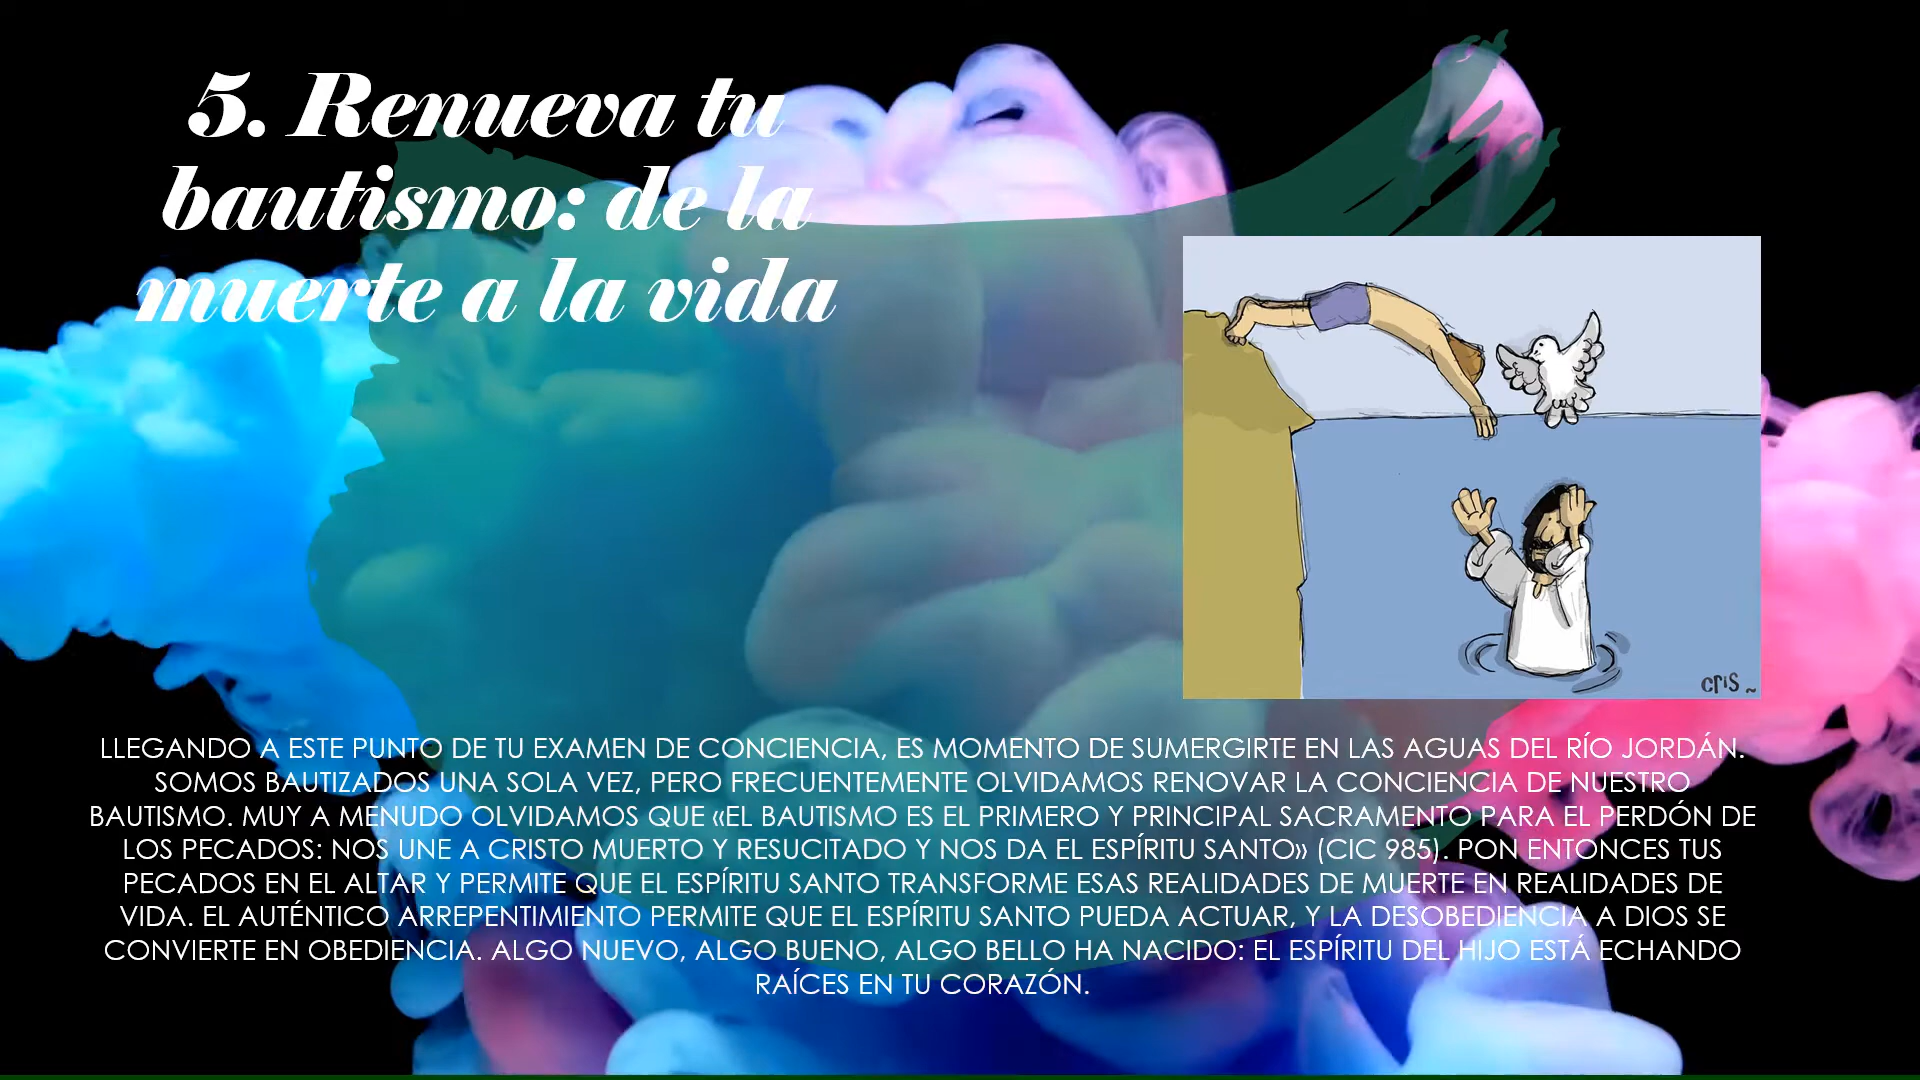 5. Renueva tu
bautismo: de la
muerte a la vida
cris ~
LLEGANDO A ESTE PUNTO DE TU EXAMEN DE CONCIENCIA, ES MOMENTO DE SUMERGIRTE EN LAS AGUAS DEL RÍO JORDÁN.
SOMOS BAUTIZADOS UNA SOLA VEZ, PERO FRECUENTEMENTE OLVIDAMOS RENOVAR LA CONCIENCIA DE NUESTRO
BAUTISMO. MUY A MENUDO OLVIDAMOS QUE «EL BAUTISMO ES EL PRIMERO Y PRINCIPAL SACRAMENTO PARA EL PERDÓN DE
LOS PECADOS: NOS UNE A CRISTO MUERTO Y RESUCITADO Y NOS DA EL ESPÍRITU SANTO» (CIC 985). PON ENTONCES TUS
PECADOS EN EL ALTAR Y PERMITE QUE EL ESPÍRITU SANTO TRANSFORME ESAS REALIDADES DE MUERTE EN REALIDADES DE
VIDA. EL AUTÉNTICO ARREPENTIMIENTO PERMITE QUE EL ESPÍRITU SANTO PUEDA ACTUAR, Y LA DESOBEDIENCIA A DIOS SE
CONVIERTE EN OBEDIENCIA. ALGO NUEVO, ALGO BUENO, ALGO BELLO HA NACIDO: EL ESPÍRITU DEL HIJO ESTÁ ECHANDO
RAÍCES EN TU CORAZÓN.